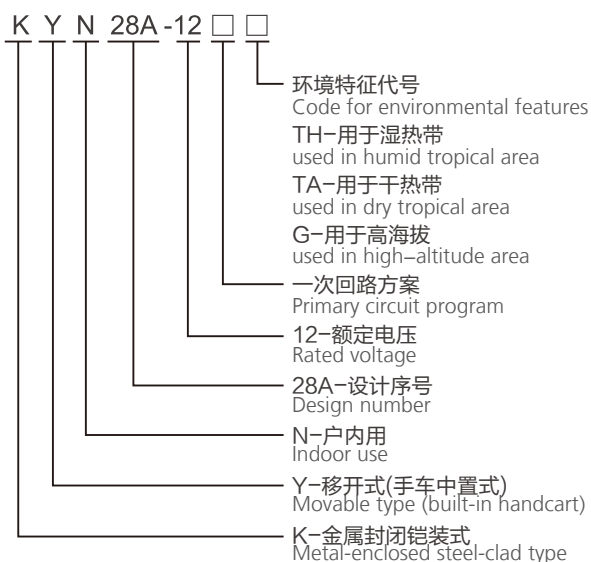 K Y N 28A-12□ □
环境特征代号
Code for environmental features
TH-用于湿热带
used in humid tropical area
TA-用于干热带
used in dry tropical area
G-用于高海拔
used in high-altitude area
一次回路方案
Primary circuit program
12-额定电压
Rated voltage
28A-设计序号
Design number
N-户内用
Indoor use
Y-移开式(手车中置式)
Movable type (built-in handcart)
K-金属封闭铠装式
Metal-enclosed steel-clad type